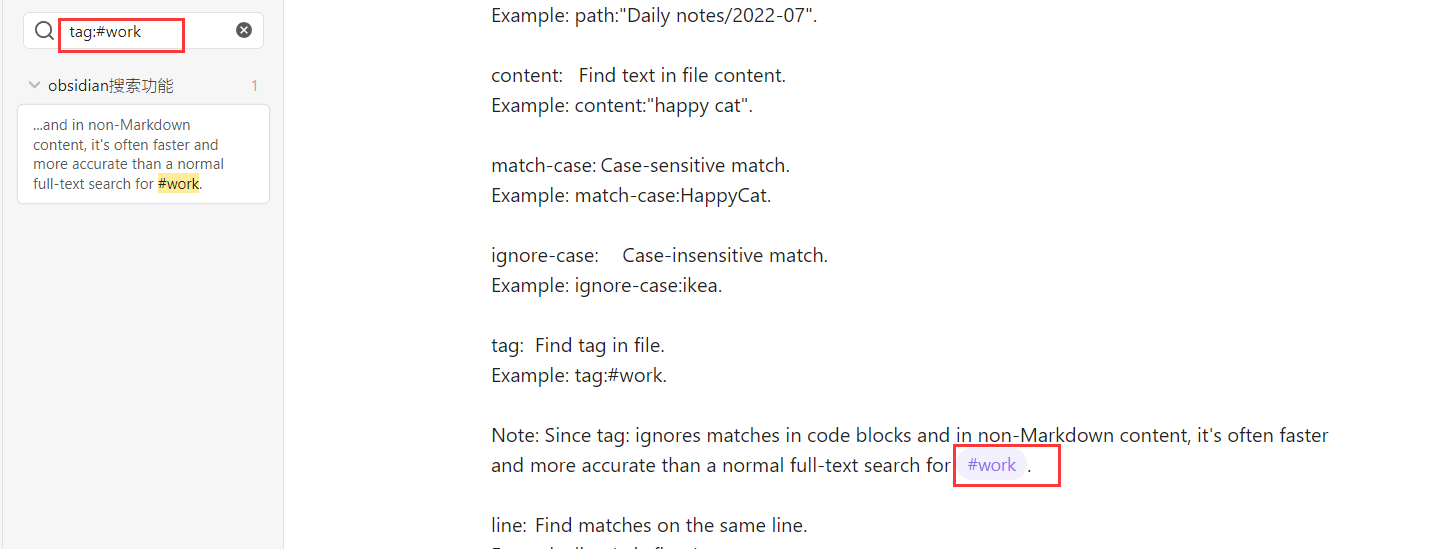 tag:#work
obsidian搜索功能 1
...and in non-Markdown
content, it's often faster and
more accurate than a normal
full-text search for #work.
Example: path:"Daily notes/2022-07".
content: Find text in file content.
Example: content:"happy cat".
match-case: Case-sensitive match.
Example: match-case:HappyCat.
ignore-case: Case-insensitive match.
Example: ignore-case:ikea.
tag: Find tag in file.
Example: tag:#work.
Note: Since tag: ignores matches in code blocks and in non-Markdown content, it's often faster
and more accurate than a normal full-text search for #work.
line: Find matches on the same line.